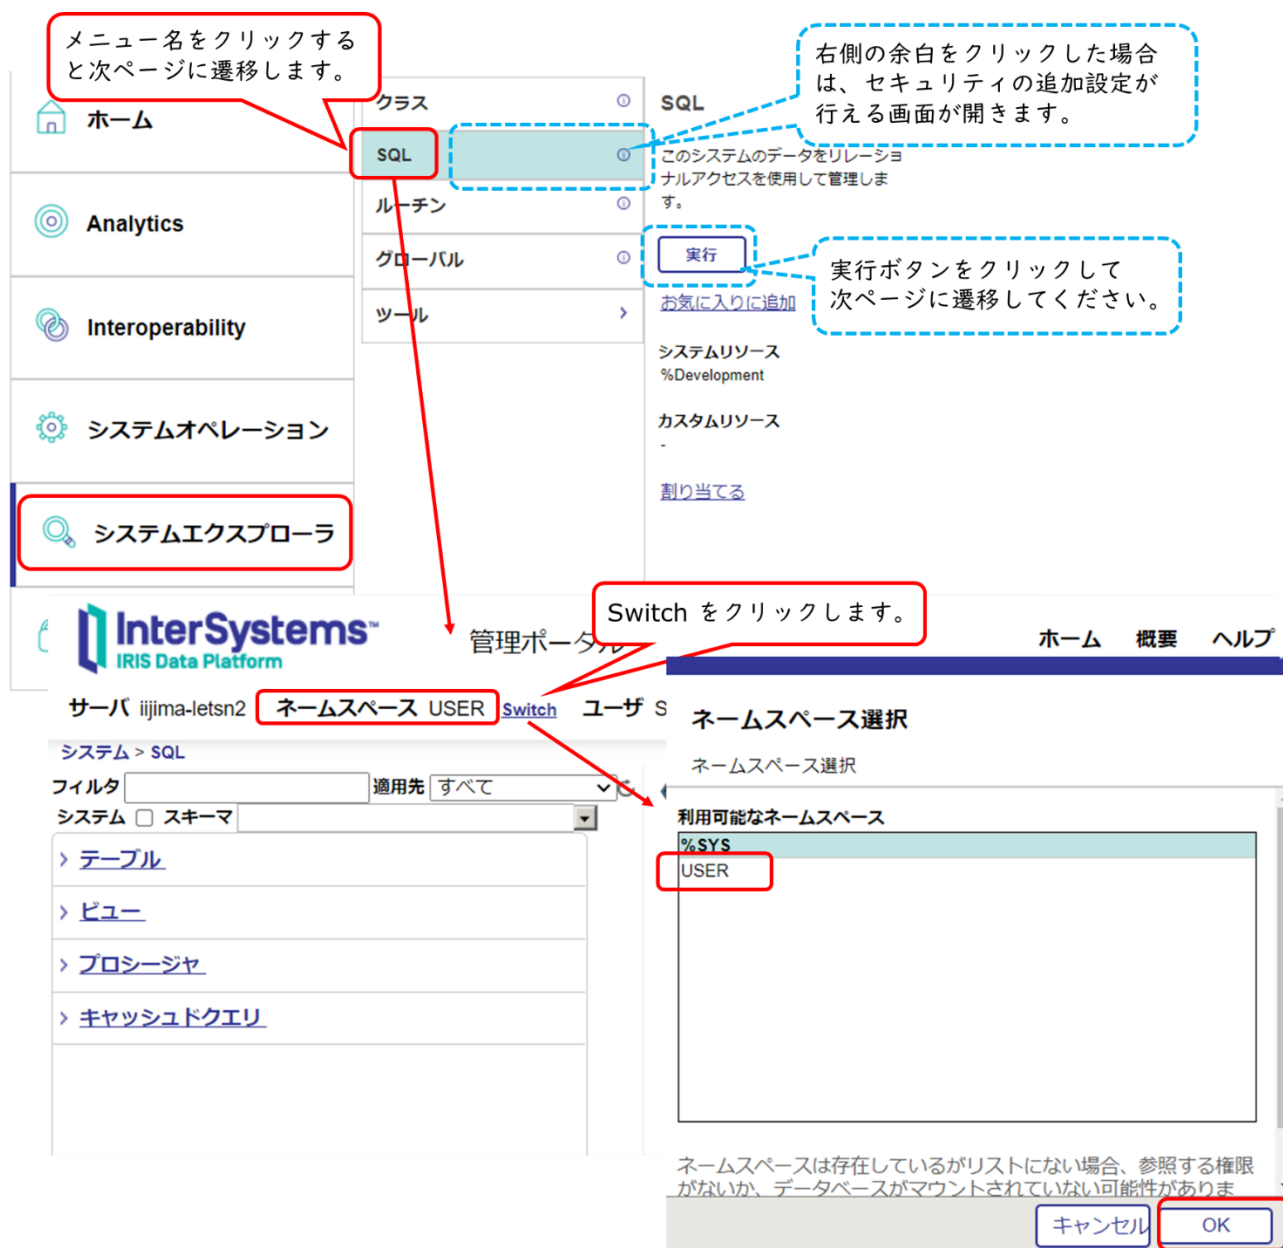 メニュー名をクリックする
と次ページに遷移します。
右側の余白をクリックした場合
は、セキュリティの追加設定が
行える画面が開きます。
ホーム
Analytics
Interoperability
システムオペレーション
システムエクスプローラ
クラス
SQL
ルーチン
グローバル
ツール
SQL
このシステムのデータをリレーショ
ナルアクセスを使用して管理しま
す。
実行
お気に入りに追加
実行ボタンをクリックして
次ページに遷移してください。
システムリソース
%Development
カスタムリソース
-
割り当てる
Switch をクリックします。
InterSystems™
IRIS Data Platform
管理ポータル
ホーム 概要 ヘルプ
サーバ iijima-letsn2 ネームスペース USER Switch ユーザ S
システム > SQL
フィルタ 適用先 すべて
システム スキーマ
> テーブル
> ビュー
> プロシージャ
> キャッシュドクエリ
ネームスペース選択
ネームスペース選択
利用可能なネームスペース
%SYS
USER
ネームスペースは存在しているがリストにない場合、参照する権限
がないか、データベースがマウントされていない可能性がありま
キャンセル OK